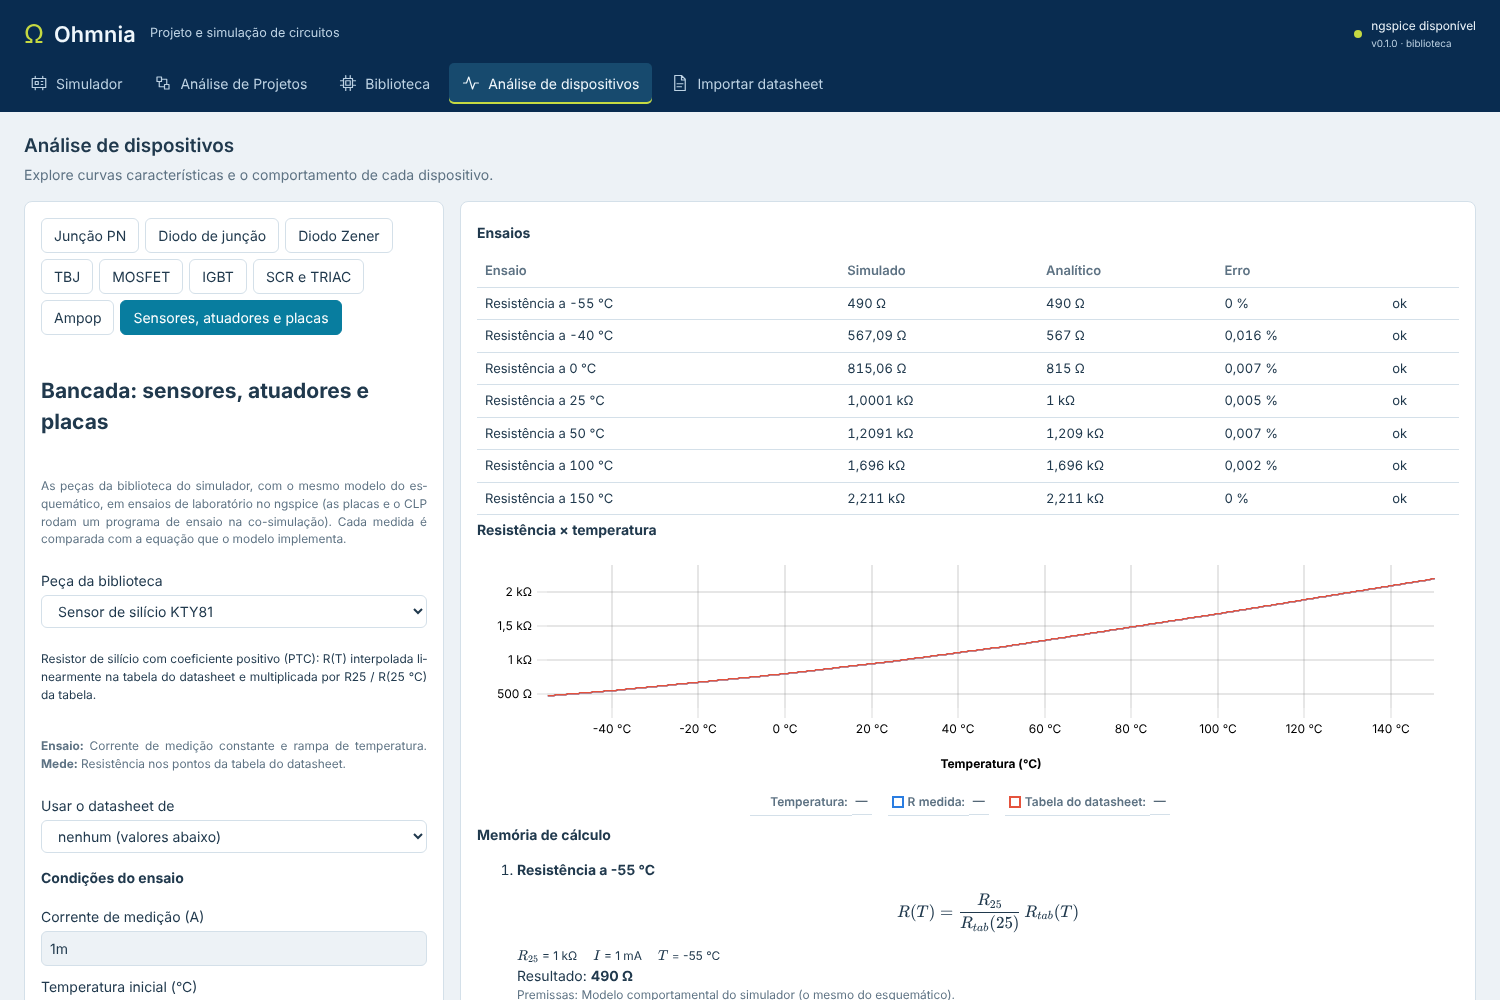 Ω Ohmnia
Projeto e simulação de circuitos
ngspice disponível
v0.1.0 · biblioteca
Simulador
Análise de Projetos
Biblioteca
Análise de dispositivos
Importar datasheet
Análise de dispositivos
Explore curvas características e o comportamento de cada dispositivo.
Junção PN
Diodo de junção
Diodo Zener
TBJ
MOSFET
IGBT
SCR e TRIAC
Ampop
Sensores, atuadores e placas
Bancada: sensores, atuadores e
placas
As peças da biblioteca do simulador, com o mesmo modelo do es-
quemático, em ensaios de laboratório no ngspice (as placas e o CLP
rodam um programa de ensaio na co-simulação). Cada medida é
comparada com a equação que o modelo implementa.
Peça da biblioteca
Sensor de silício KTY81
Resistor de silício com coeficiente positivo (PTC): R(T) interpolada li-
nearmente na tabela do datasheet e multiplicada por R25 / R(25 °C)
da tabela.
Ensaio: Corrente de medição constante e rampa de temperatura.
Mede: Resistência nos pontos da tabela do datasheet.
Usar o datasheet de
nenhum (valores abaixo)
Condições do ensaio
Corrente de medição (A)
1m
Temperatura inicial (°C)
Ensaios
Ensaio Simulado Analítico Erro
Resistência a -55 °C 490 Ω 490 Ω 0 % ok
Resistência a -40 °C 567,09 Ω 567 Ω 0,016 % ok
Resistência a 0 °C 815,06 Ω 815 Ω 0,007 % ok
Resistência a 25 °C 1,0001 kΩ 1 kΩ 0,005 % ok
Resistência a 50 °C 1,2091 kΩ 1,209 kΩ 0,007 % ok
Resistência a 100 °C 1,696 kΩ 1,696 kΩ 0,002 % ok
Resistência a 150 °C 2,211 kΩ 2,211 kΩ 0 % ok
Resistência × temperatura
2 kΩ
1,5 kΩ
1 kΩ
500 Ω
-40 °C -20 °C 0 °C 20 °C 40 °C 60 °C 80 °C 100 °C 120 °C 140 °C
Temperatura (°C)
Temperatura: — R medida: — Tabela do datasheet: —
Memória de cálculo
1. Resistência a -55 °C
R(T) = R25 / Rtab(25) Rtab(T)
R25 = 1 kΩ I = 1 mA T = -55 °C
Resultado: 490 Ω
Premissas: Modelo comportamental do simulador (o mesmo do esquemático).